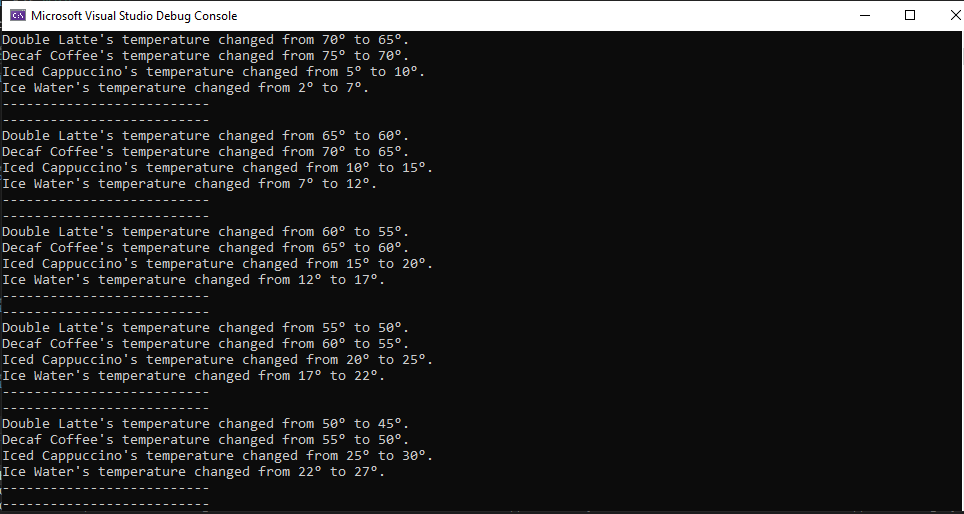 C:\ Microsoft Visual Studio Debug Console
Double Latte's temperature changed from 70° to 65°.
Decaf Coffee's temperature changed from 75° to 70°.
Iced Cappuccino's temperature changed from 5° to 10°.
Ice Water's temperature changed from 2° to 7°.
--------------------------
--------------------------
Double Latte's temperature changed from 65° to 60°.
Decaf Coffee's temperature changed from 70° to 65°.
Iced Cappuccino's temperature changed from 10° to 15°.
Ice Water's temperature changed from 7° to 12°.
--------------------------
--------------------------
Double Latte's temperature changed from 60° to 55°.
Decaf Coffee's temperature changed from 65° to 60°.
Iced Cappuccino's temperature changed from 15° to 20°.
Ice Water's temperature changed from 12° to 17°.
--------------------------
--------------------------
Double Latte's temperature changed from 55° to 50°.
Decaf Coffee's temperature changed from 60° to 55°.
Iced Cappuccino's temperature changed from 20° to 25°.
Ice Water's temperature changed from 17° to 22°.
--------------------------
--------------------------
Double Latte's temperature changed from 50° to 45°.
Decaf Coffee's temperature changed from 55° to 50°.
Iced Cappuccino's temperature changed from 25° to 30°.
Ice Water's temperature changed from 22° to 27°.
--------------------------
--------------------------